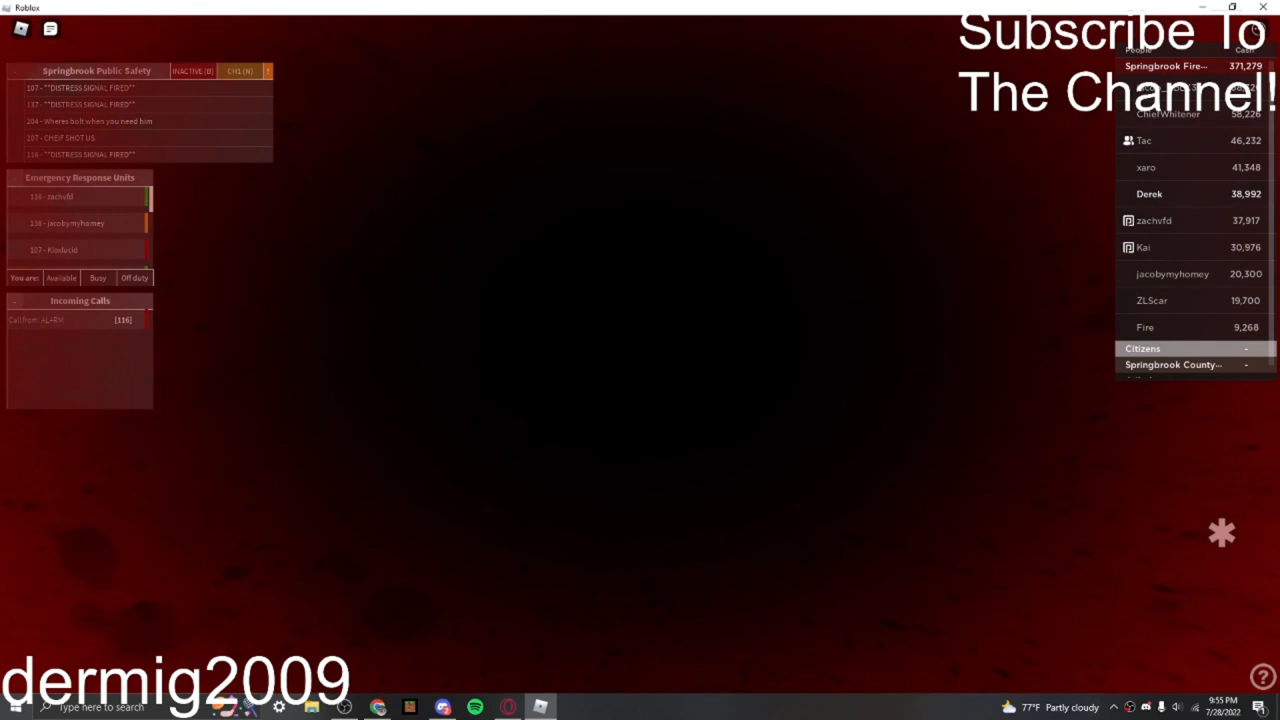 Roblox
Subscribe To
The Channel!
People Cash
Springbrook Fire... 371,279
ChiefWhitener 58,226
Tac 46,232
xaro 41,348
Derek 38,992
zachvfd 37,917
Kai 30,976
jacobymyhomey 20,300
ZLScar 19,700
Fire 9,268
Citizens -
Springbrook County... -
Springbrook Public Safety INACTIVE (B) CH1 (N) !
107 - **DISTRESS SIGNAL FIRED**
137 - **DISTRESS SIGNAL FIRED**
204 - Wheres bolt when you need him
207 - CHEIF SHOT US
116 - **DISTRESS SIGNAL FIRED**
Emergency Response Units
116 - zachvfd
138 - jacobymyhomey
107 - Kloxlucid
You are: Available Busy Off duty
Incoming Calls
Call from: ALARM [116]
dermig2009
Type here to search
77°F Partly cloudy
9:55 PM
7/28/2022